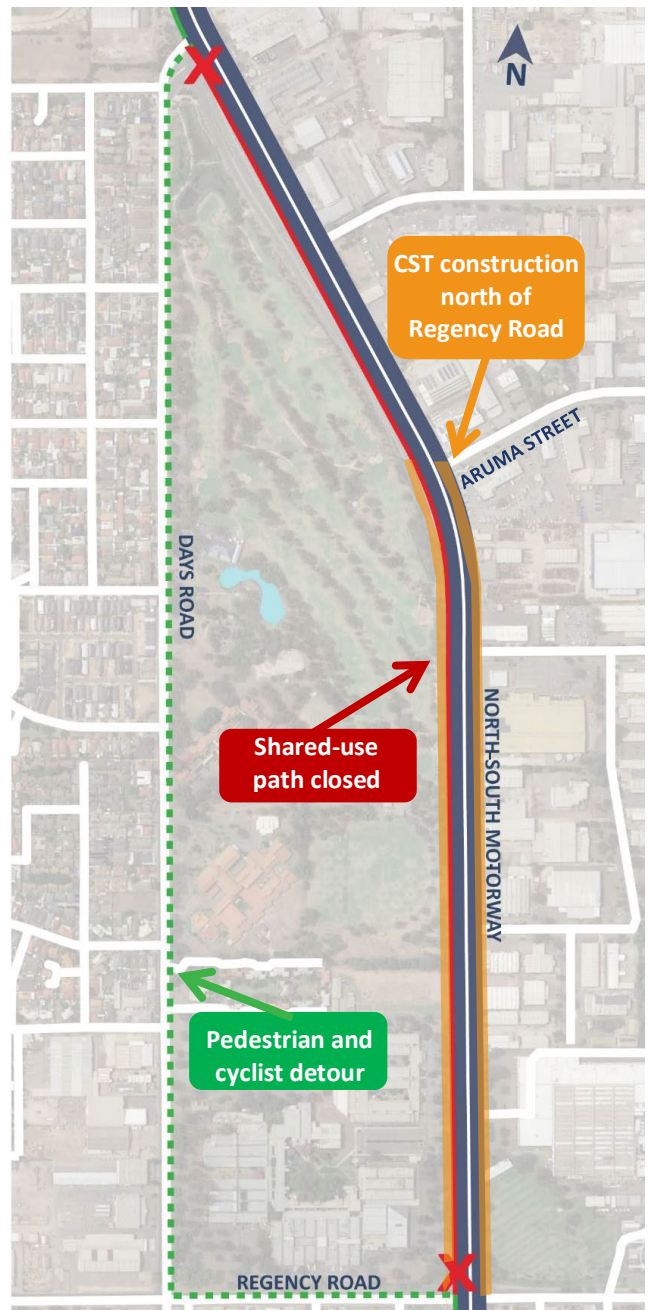 X
N
CST construction
north of
Regency Road
ARUMA STREET
DAYS ROAD
Shared-use
path closed
NORTH-SOUTH MOTORWAY
Pedestrian and
cyclist detour
REGENCY ROAD
X